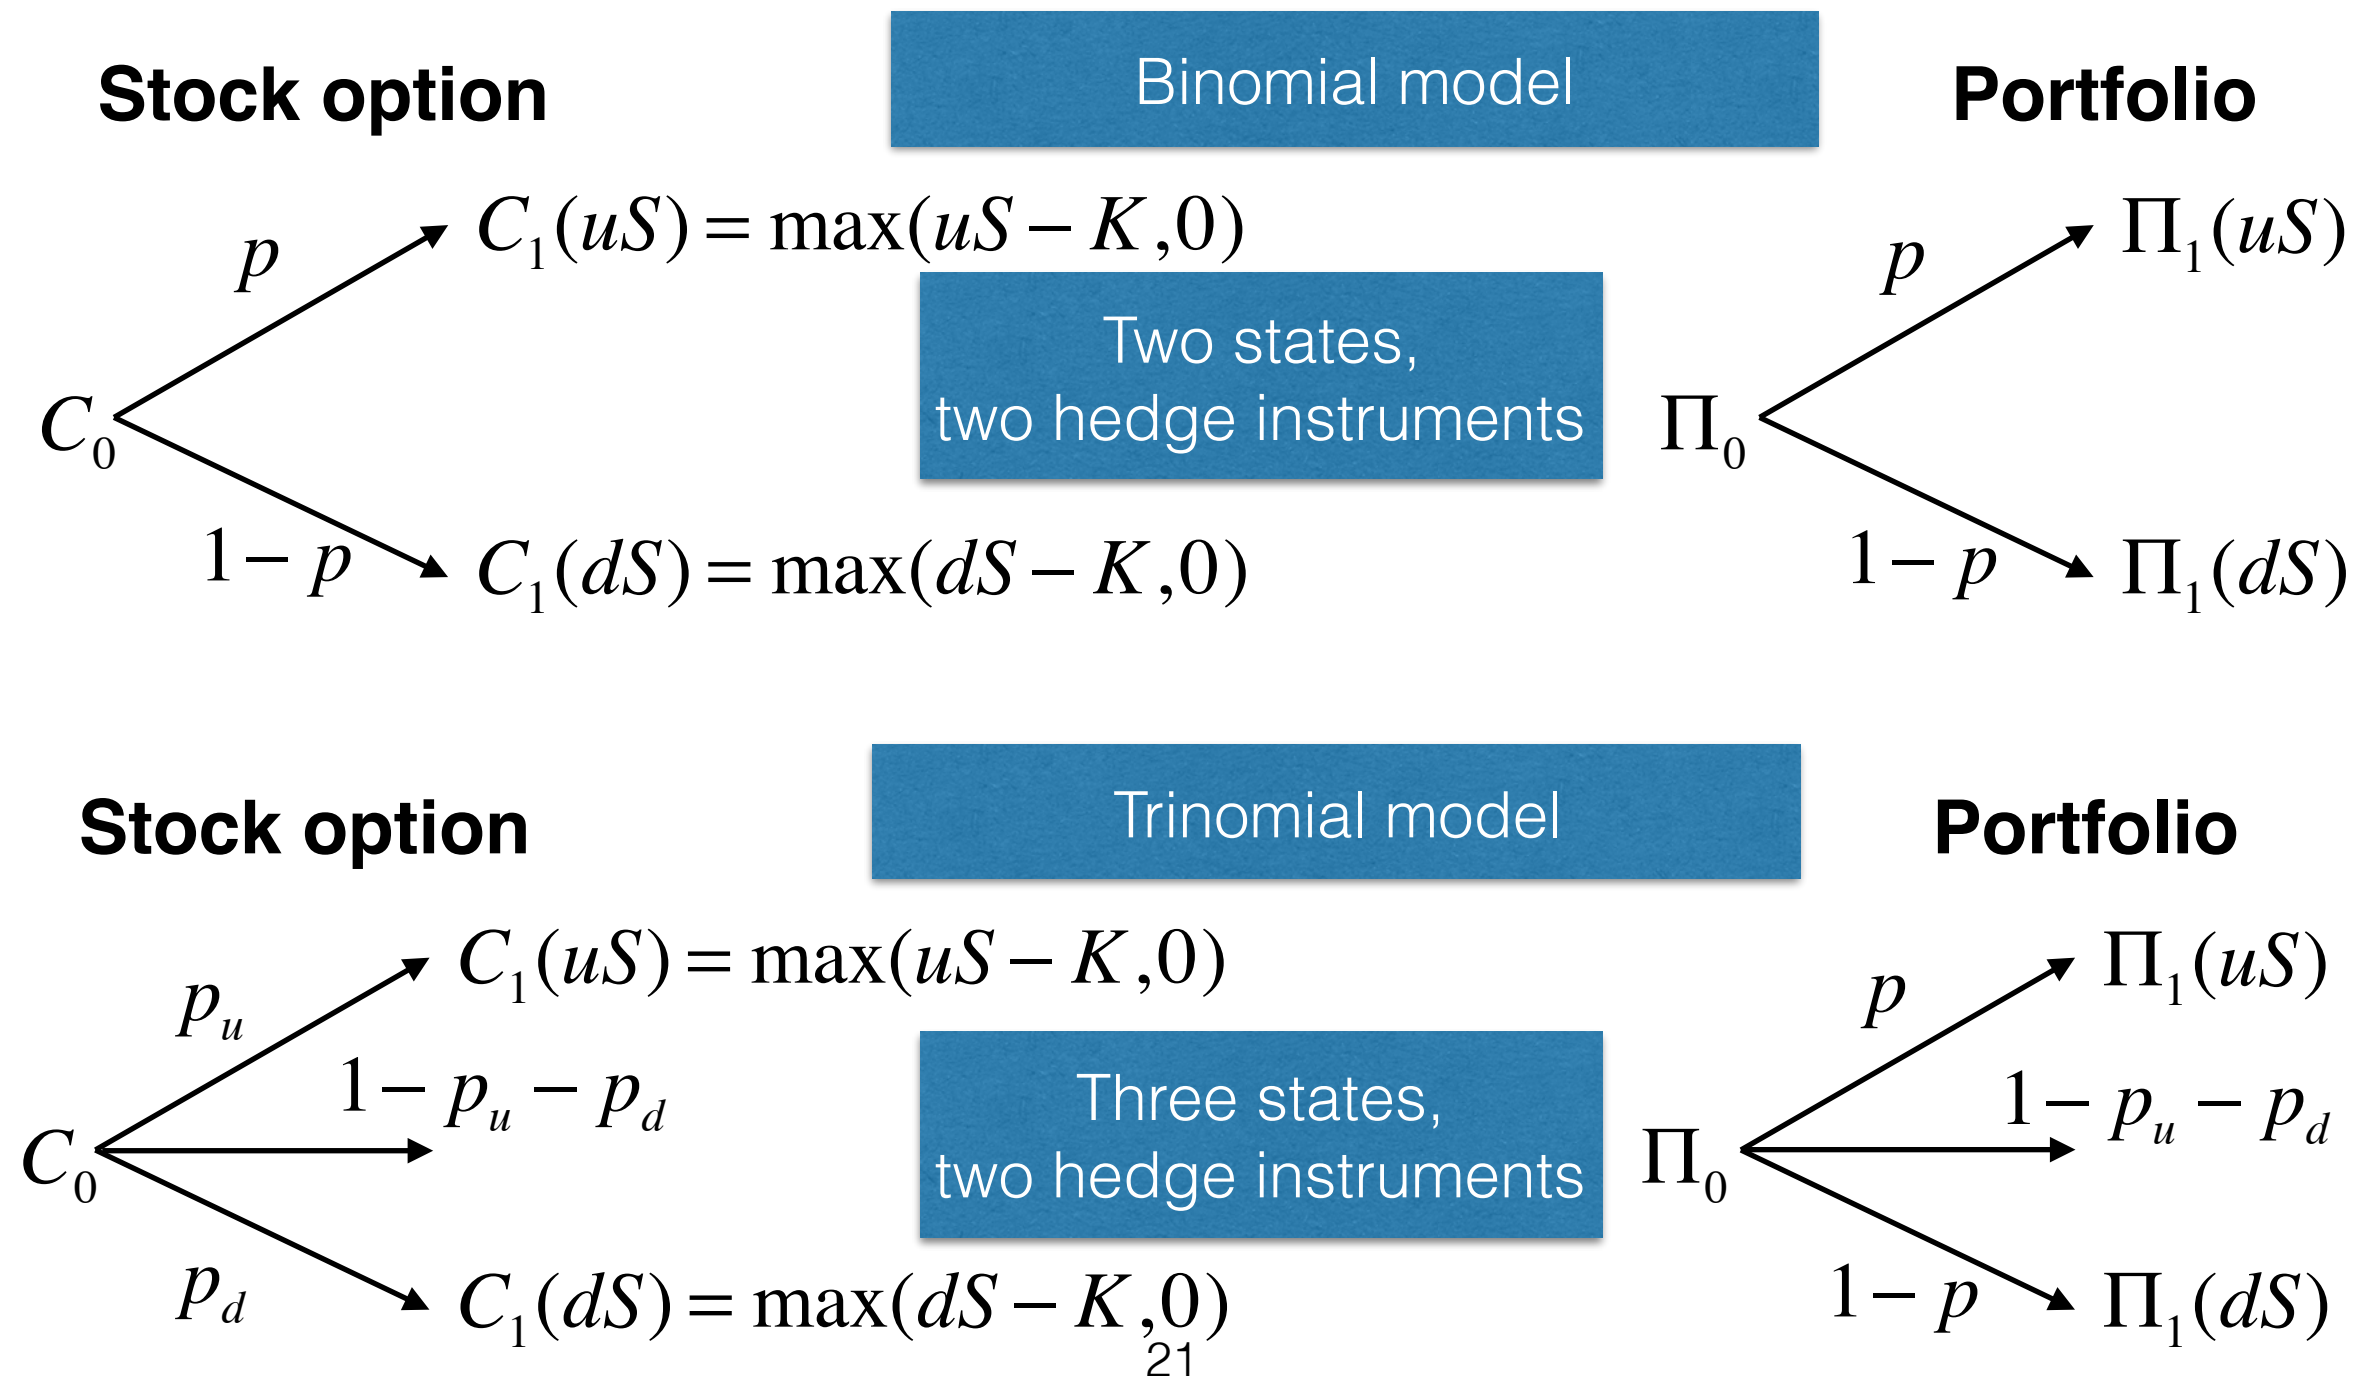 Stock option
Binomial model
Portfolio
p
C₁(uS) = max(uS − K,0)
p
Π₁(uS)
Two states,
two hedge instruments
C₀
Π₀
1 − p
C₁(dS) = max(dS − K,0)
1 − p
Π₁(dS)
Stock option
Trinomial model
Portfolio
p_u
C₁(uS) = max(uS − K,0)
p
Π₁(uS)
1 − p_u − p_d
Three states,
two hedge instruments
1 − p_u − p_d
C₀
Π₀
p_d
C₁(dS) = max(dS − K,0)
1 − p
Π₁(dS)
21